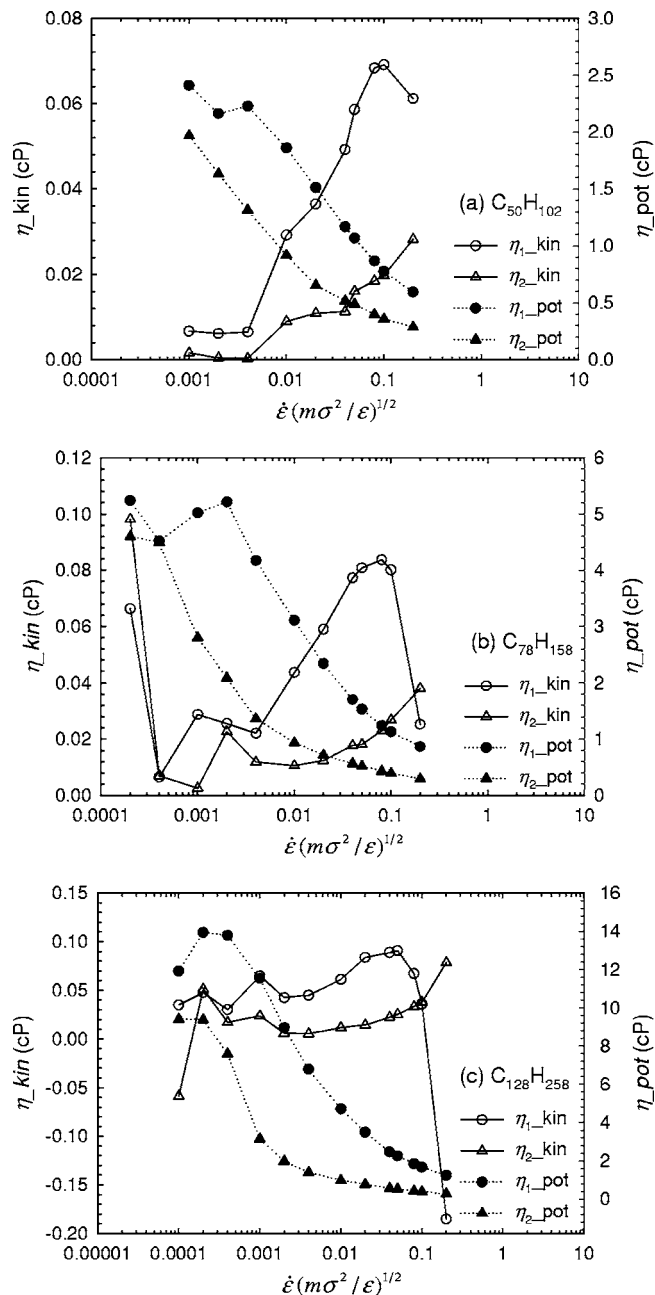 0.08
0.06
0.04
0.02
0.00
η_kin (cP)
3.0
2.5
2.0
1.5
1.0
0.5
0.0
η_pot (cP)
(a) C₅₀H₁₀₂
η₁_kin
η₂_kin
η₁_pot
η₂_pot
0.0001 0.001 0.01 0.1 1 10
ε̇(mσ²/ε)^{1/2}
0.12
0.10
0.08
0.06
0.04
0.02
0.00
η_kin (cP)
6
5
4
3
2
1
0
η_pot (cP)
(b) C₇₈H₁₅₈
η₁_kin
η₂_kin
η₁_pot
η₂_pot
0.0001 0.001 0.01 0.1 1 10
ε̇(mσ²/ε)^{1/2}
0.15
0.10
0.05
0.00
-0.05
-0.10
-0.15
-0.20
η_kin (cP)
16
14
12
10
8
6
4
2
0
η_pot (cP)
(c) C₁₂₈H₂₅₈
η₁_kin
η₂_kin
η₁_pot
η₂_pot
0.00001 0.0001 0.001 0.01 0.1 1 10
ε̇(mσ²/ε)^{1/2}